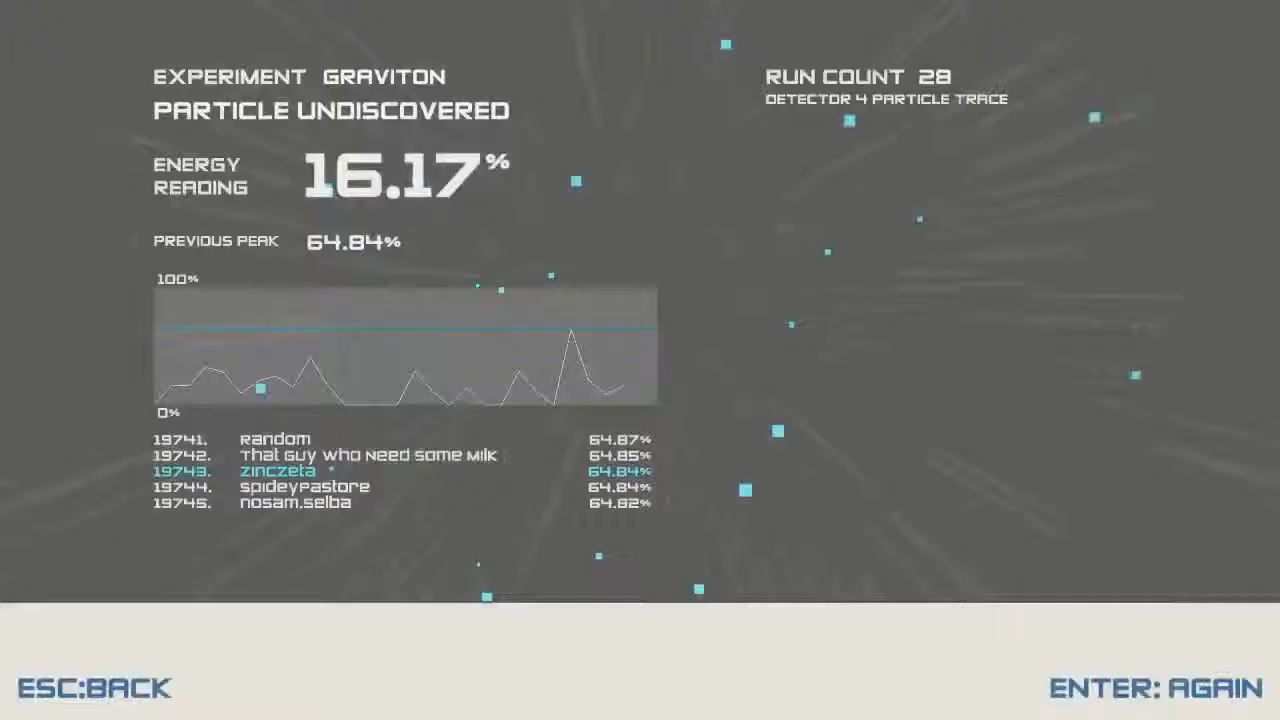 EXPERIMENT GRAVITON
PARTICLE UNDISCOVERED
ENERGY READING 16.17%
PREVIOUS PEAK 64.84%
100%
0%
19741. Random 64.87%
19742. That Guy who Need some Milk 64.85%
19743. zinczeta 64.84%
19744. spideypastore 64.84%
19745. nosam.selba 64.82%
RUN COUNT 28
DETECTOR 4 PARTICLE TRACE
ESC:BACK
ENTER: AGAIN